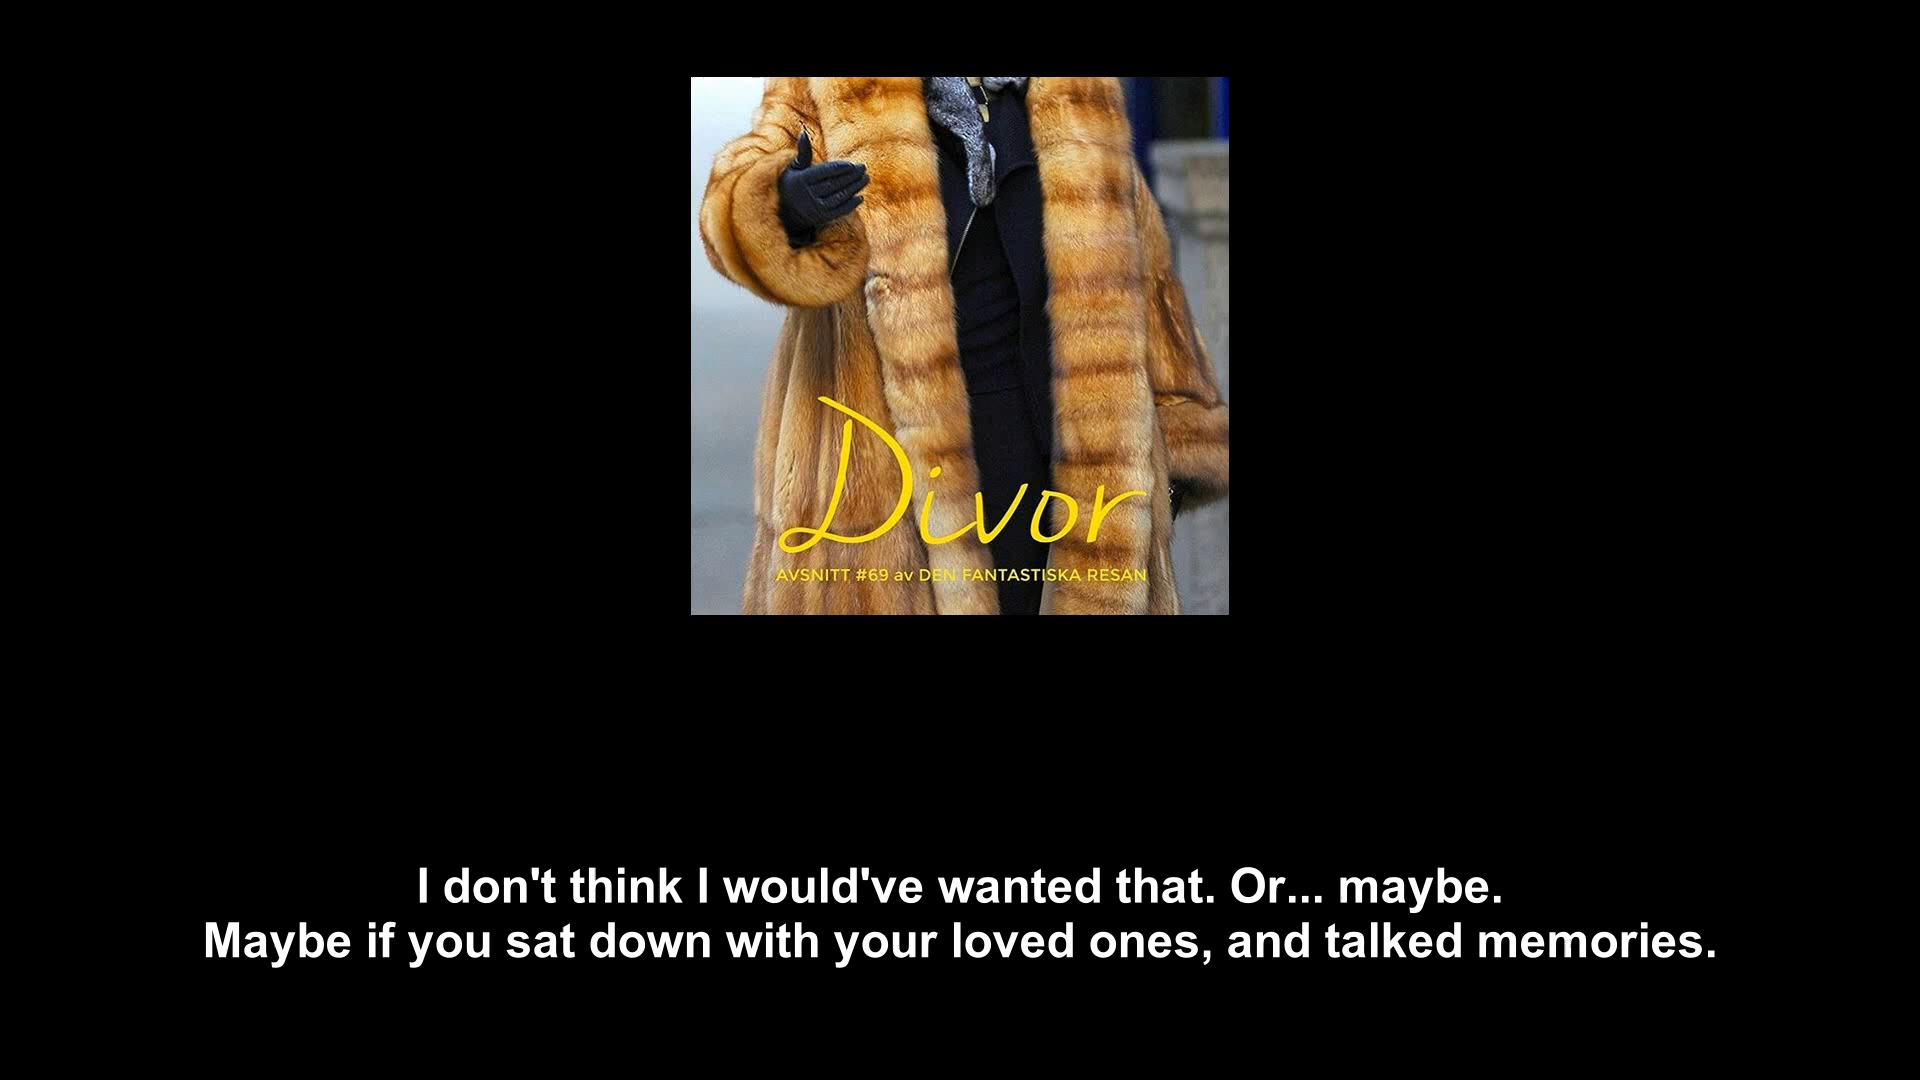 Divor
AVSNITT #69 av DEN FANTASTISKA RESAN
I don't think I would've wanted that. Or... maybe.
Maybe if you sat down with your loved ones, and talked memories.